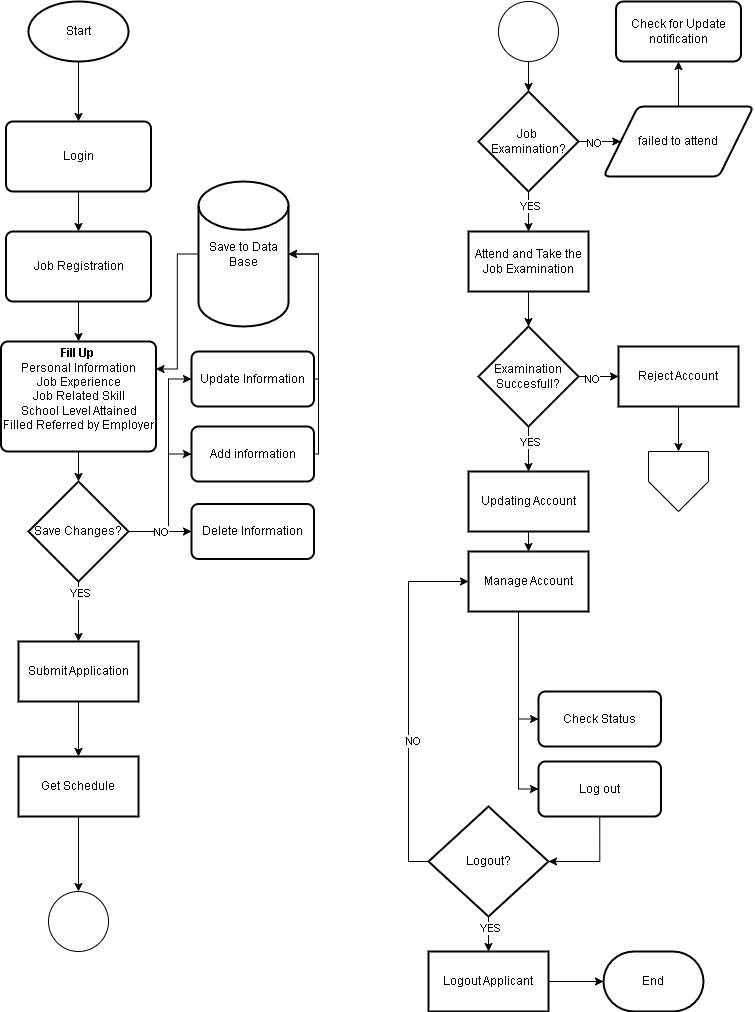 Start
Login
Job Registration
Fill Up
Personal Information
Job Experience
Job Related Skill
School Level Attained
Filled Referred by Employer
Save to Data
Base
Update Information
Add information
Delete Information
Save Changes?
NO
YES
Submit Application
Get Schedule
Job
Examination?
NO
failed to attend
Check for Update
notification
YES
Attend and Take the
Job Examination
Examination
Succesfull?
NO
Reject Account
YES
Updating Account
Manage Account
Check Status
Log out
NO
Logout?
YES
Logout Applicant
End